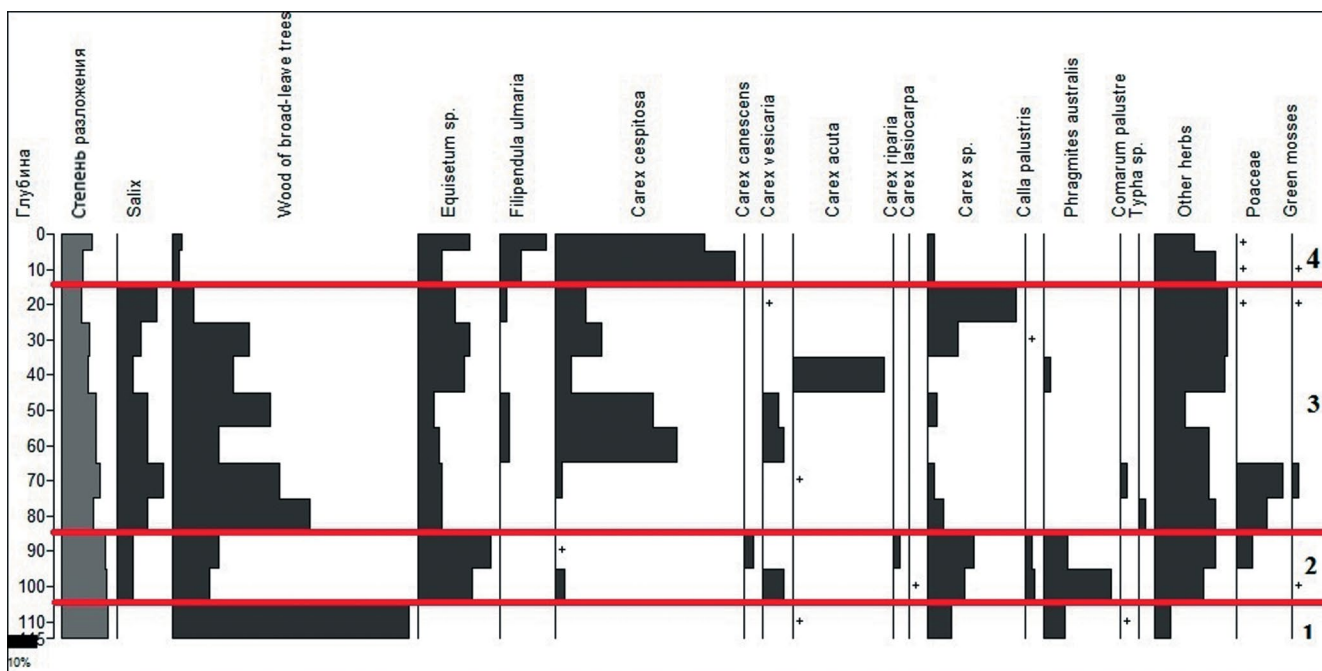 Глубина
Степень разложения
Salix
Wood of broad-leave trees
Equisetum sp.
Filipendula ulmaria
Carex cespitosa
Carex canescens
Carex vesicaria
Carex acuta
Carex riparia
Carex lasiocarpa
Carex sp.
Calla palustris
Phragmites australis
Comarum palustre
Typha sp.
Other herbs
Poaceae
Green mosses
0
10
20
30
40
50
60
70
80
90
100
110
115
10%
4
3
2
1